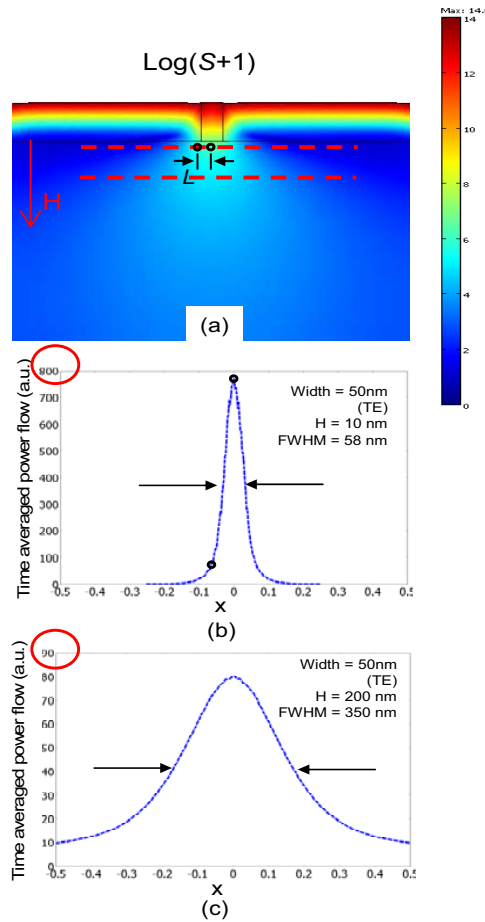 Max: 14.
Log(S+1)
14
12
10
8
6
4
2
0
H
L
(a)
Time averaged power flow (a.u.)
800
700
600
500
400
300
200
100
0
-0.5 -0.4 -0.3 -0.2 -0.1 0 0.1 0.2 0.3 0.4 0.5
x
Width = 50nm
(TE)
H = 10 nm
FWHM = 58 nm
(b)
Time averaged power flow (a.u.)
90
80
70
60
50
40
30
20
10
0
-0.5 -0.4 -0.3 -0.2 -0.1 0 0.1 0.2 0.3 0.4 0.5
x
Width = 50nm
(TE)
H = 200 nm
FWHM = 350 nm
(c)